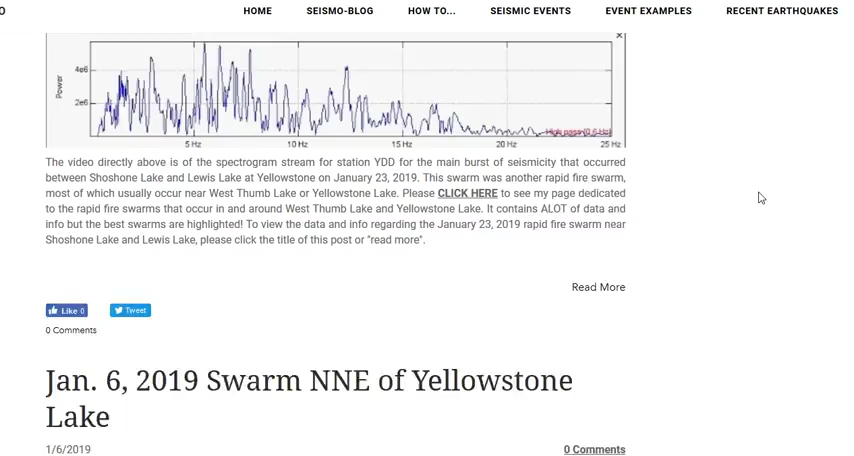 O HOME SEISMO-BLOG HOW TO... SEISMIC EVENTS EVENT EXAMPLES RECENT EARTHQUAKES
Power
4e6
2e6
High pass (0.5 Hz)
5 Hz 10 Hz 15 Hz 20 Hz 25 Hz
The video directly above is of the spectrogram stream for station YDD for the main burst of seismicity that occurred
between Shoshone Lake and Lewis Lake at Yellowstone on January 23, 2019. This swarm was another rapid fire swarm,
most of which usually occur near West Thumb Lake or Yellowstone Lake. Please CLICK HERE to see my page dedicated
to the rapid fire swarms that occur in and around West Thumb Lake and Yellowstone Lake. It contains ALOT of data and
info but the best swarms are highlighted! To view the data and info regarding the January 23, 2019 rapid fire swarm near
Shoshone Lake and Lewis Lake, please click the title of this post or "read more".
Read More
Like 0 Tweet
0 Comments
Jan. 6, 2019 Swarm NNE of Yellowstone
Lake
1/6/2019 0 Comments